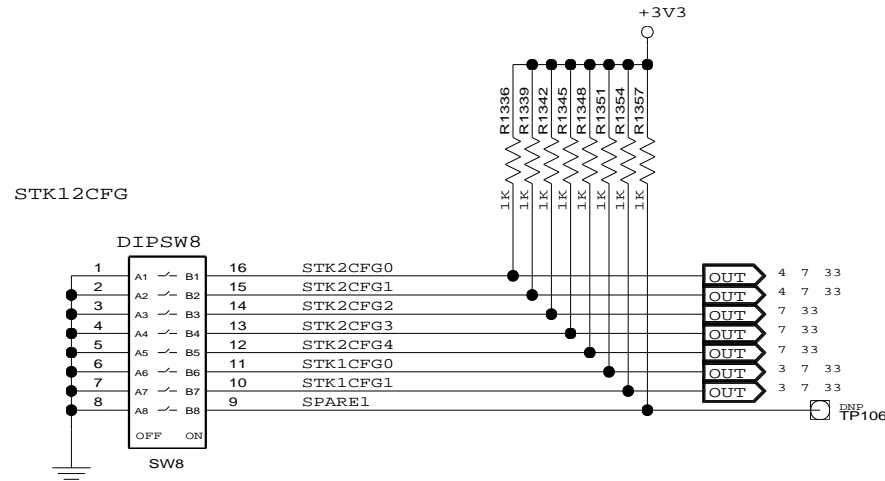 +3V3
R1336
R1339
R1342
R1345
R1348
R1351
R1354
R1357
1K
1K
1K
1K
1K
1K
1K
1K
STK12CFG
DIPSW8
1 A1 B1 16 STK2CFG0 OUT 4 7 33
2 A2 B2 15 STK2CFG1 OUT 4 7 33
3 A3 B3 14 STK2CFG2 OUT 7 33
4 A4 B4 13 STK2CFG3 OUT 7 33
5 A5 B5 12 STK2CFG4 OUT 7 33
6 A6 B6 11 STK1CFG0 OUT 3 7 33
7 A7 B7 10 STK1CFG1 OUT 3 7 33
8 A8 B8 9 SPARE1
DNP
TP106
OFF ON
SW8